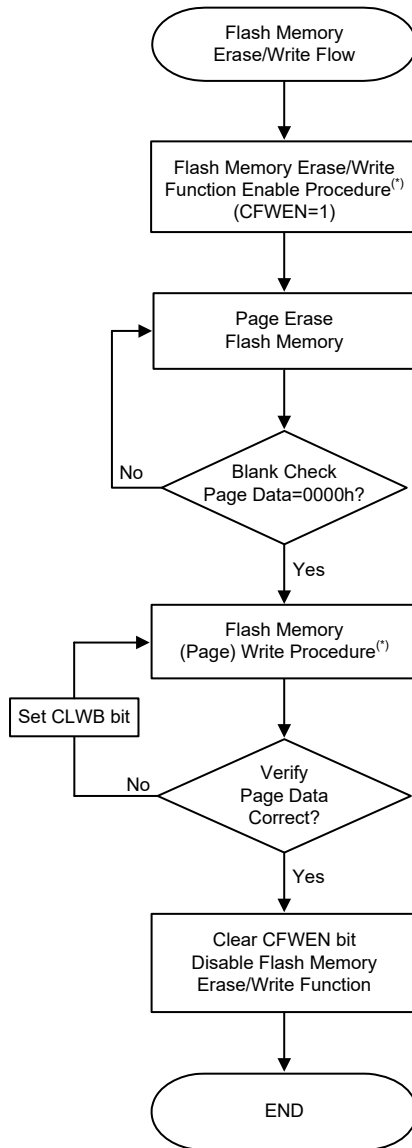 Flash Memory
Erase/Write Flow
Flash Memory Erase/Write
Function Enable Procedure(*)
(CFWEN=1)
Page Erase
Flash Memory
No
Blank Check
Page Data=0000h?
Yes
Flash Memory
(Page) Write Procedure(*)
Set CLWB bit
No
Verify
Page Data
Correct?
Yes
Clear CFWEN bit
Disable Flash Memory
Erase/Write Function
END